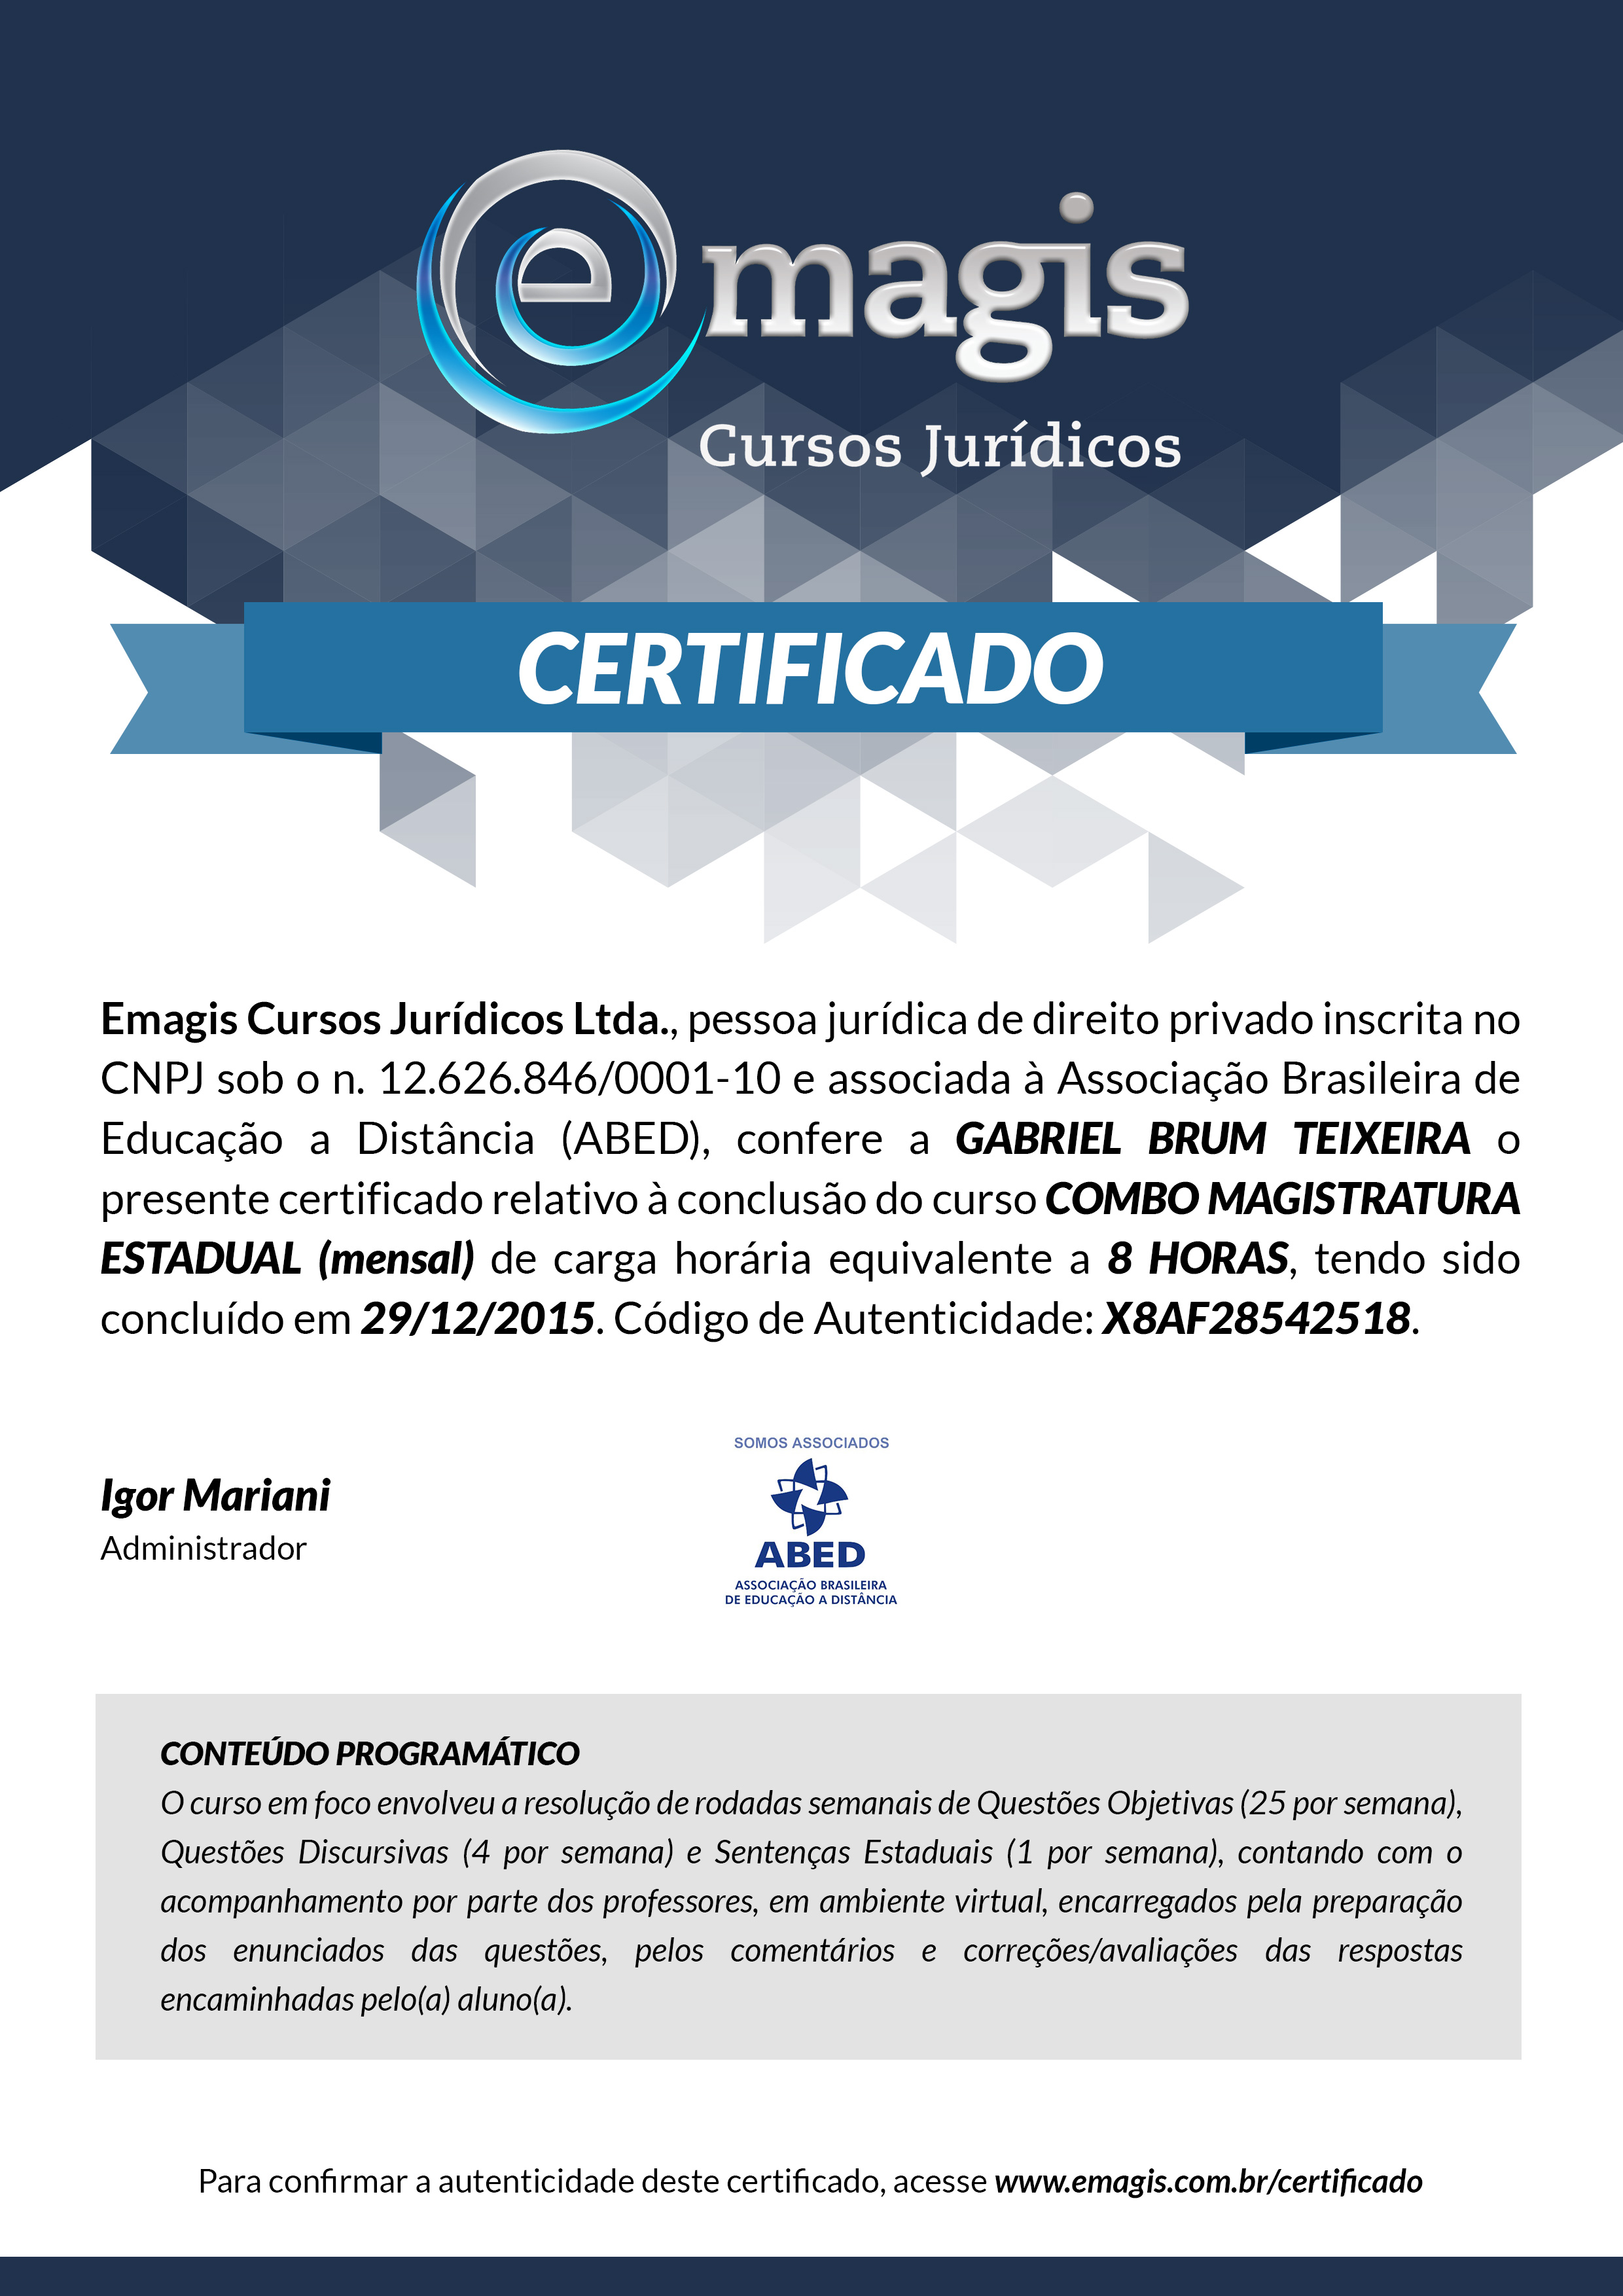 emagis
Cursos Jurídicos
CERTIFICADO
Emagis Cursos Jurídicos Ltda., pessoa jurídica de direito privado inscrita no
CNPJ sob o n. 12.626.846/0001-10 e associada à Associação Brasileira de
Educação a Distância (ABED), confere a GABRIEL BRUM TEIXEIRA o
presente certificado relativo à conclusão do curso COMBO MAGISTRATURA
ESTADUAL (mensal) de carga horária equivalente a 8 HORAS, tendo sido
concluído em 29/12/2015. Código de Autenticidade: X8AF28542518.
SOMOS ASSOCIADOS
Igor Mariani
Administrador
ABED
ASSOCIAÇÃO BRASILEIRA
DE EDUCAÇÃO A DISTÂNCIA
CONTEÚDO PROGRAMÁTICO
O curso em foco envolveu a resolução de rodadas semanais de Questões Objetivas (25 por semana),
Questões Discursivas (4 por semana) e Sentenças Estaduais (1 por semana), contando com o
acompanhamento por parte dos professores, em ambiente virtual, encarregados pela preparação
dos enunciados das questões, pelos comentários e correções/avaliações das respostas
encaminhadas pelo(a) aluno(a).
Para confirmar a autenticidade deste certificado, acesse www.emagis.com.br/certificado